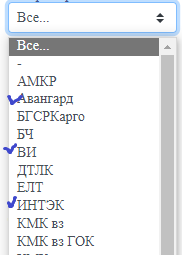 Все...
Все...
-
АМКР
Авангард
БГСРКарго
БЧ
ВИ
ДТЛК
ЕЛТ
ИНТЭК
КМК вз
КМК вз ГОК